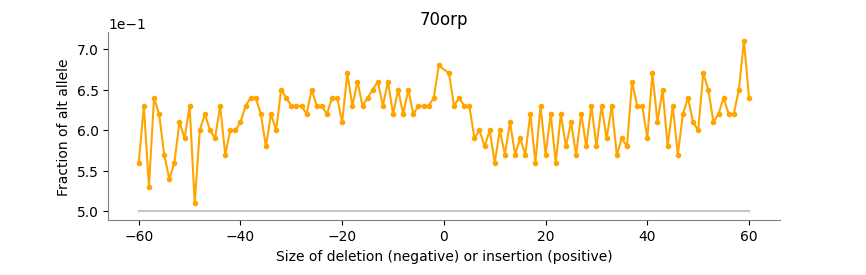 70orp
1e−1
7.0
6.5
6.0
5.5
5.0
Fraction of alt allele
−60 −40 −20 0 20 40 60
Size of deletion (negative) or insertion (positive)